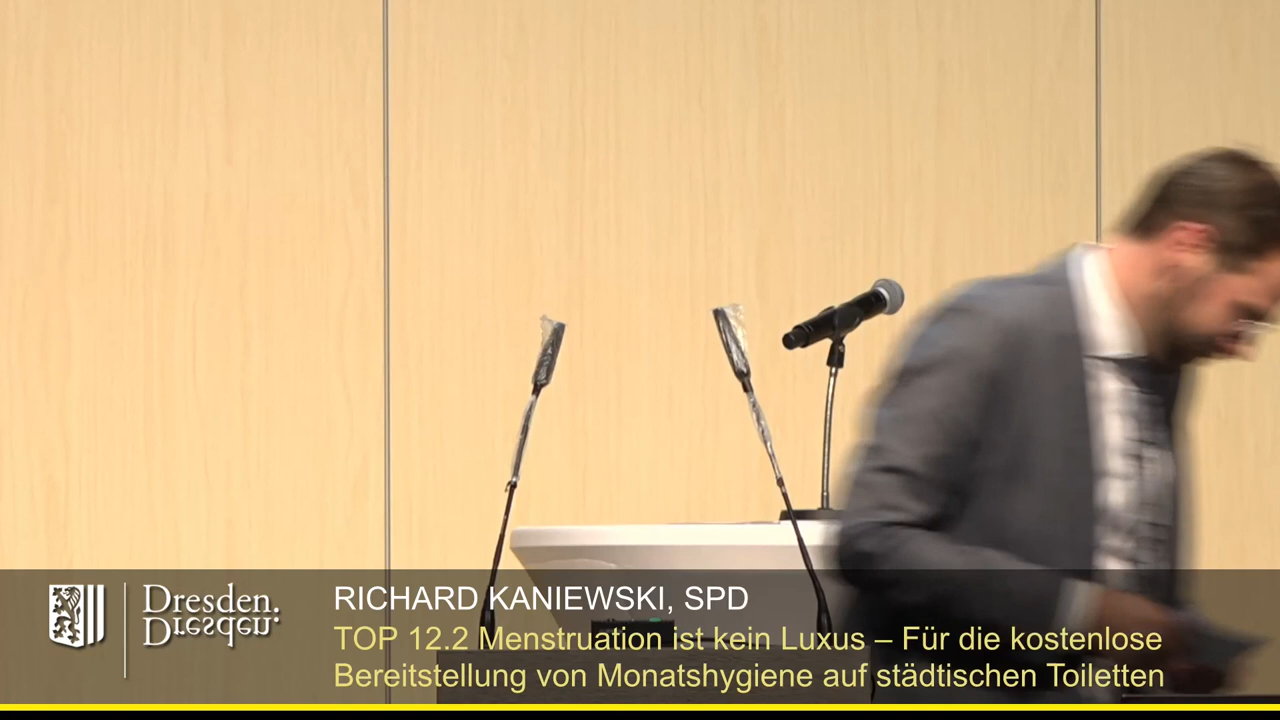 Dresden.
Dresden.
RICHARD KANIEWSKI, SPD
TOP 12.2 Menstruation ist kein Luxus – Für die kostenlose
Bereitstellung von Monatshygiene auf städtischen Toiletten